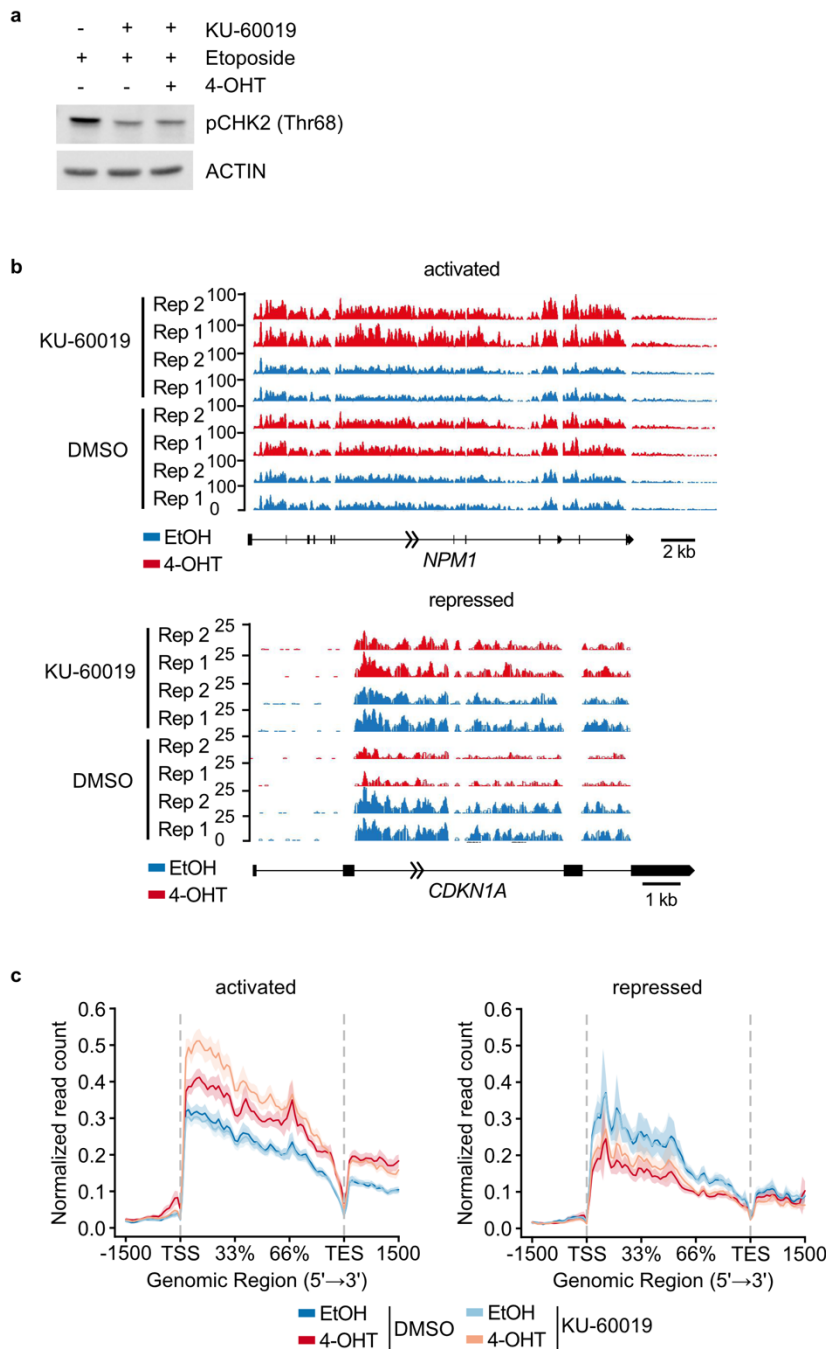 a
- + + KU-60019
+ + + Etoposide
- - + 4-OHT
pCHK2 (Thr68)
ACTIN
b
activated
KU-60019
Rep 2 100
Rep 1 100
Rep 2 100
Rep 1 100
DMSO
Rep 2 100
Rep 1 100
Rep 2 100
Rep 1 100
0
EtOH
4-OHT
NPM1
2 kb
repressed
KU-60019
Rep 2 25
Rep 1 25
Rep 2 25
Rep 1 25
DMSO
Rep 2 25
Rep 1 25
Rep 2 25
Rep 1 25
0
EtOH
4-OHT
CDKN1A
1 kb
c
activated
Normalized read count
0.6
0.5
0.4
0.3
0.2
0.1
0.0
-1500 TSS 33% 66% TES 1500
Genomic Region (5'→3')
repressed
Normalized read count
0.6
0.5
0.4
0.3
0.2
0.1
0.0
-1500 TSS 33% 66% TES 1500
Genomic Region (5'→3')
EtOH
4-OHT
DMSO
EtOH
4-OHT
KU-60019